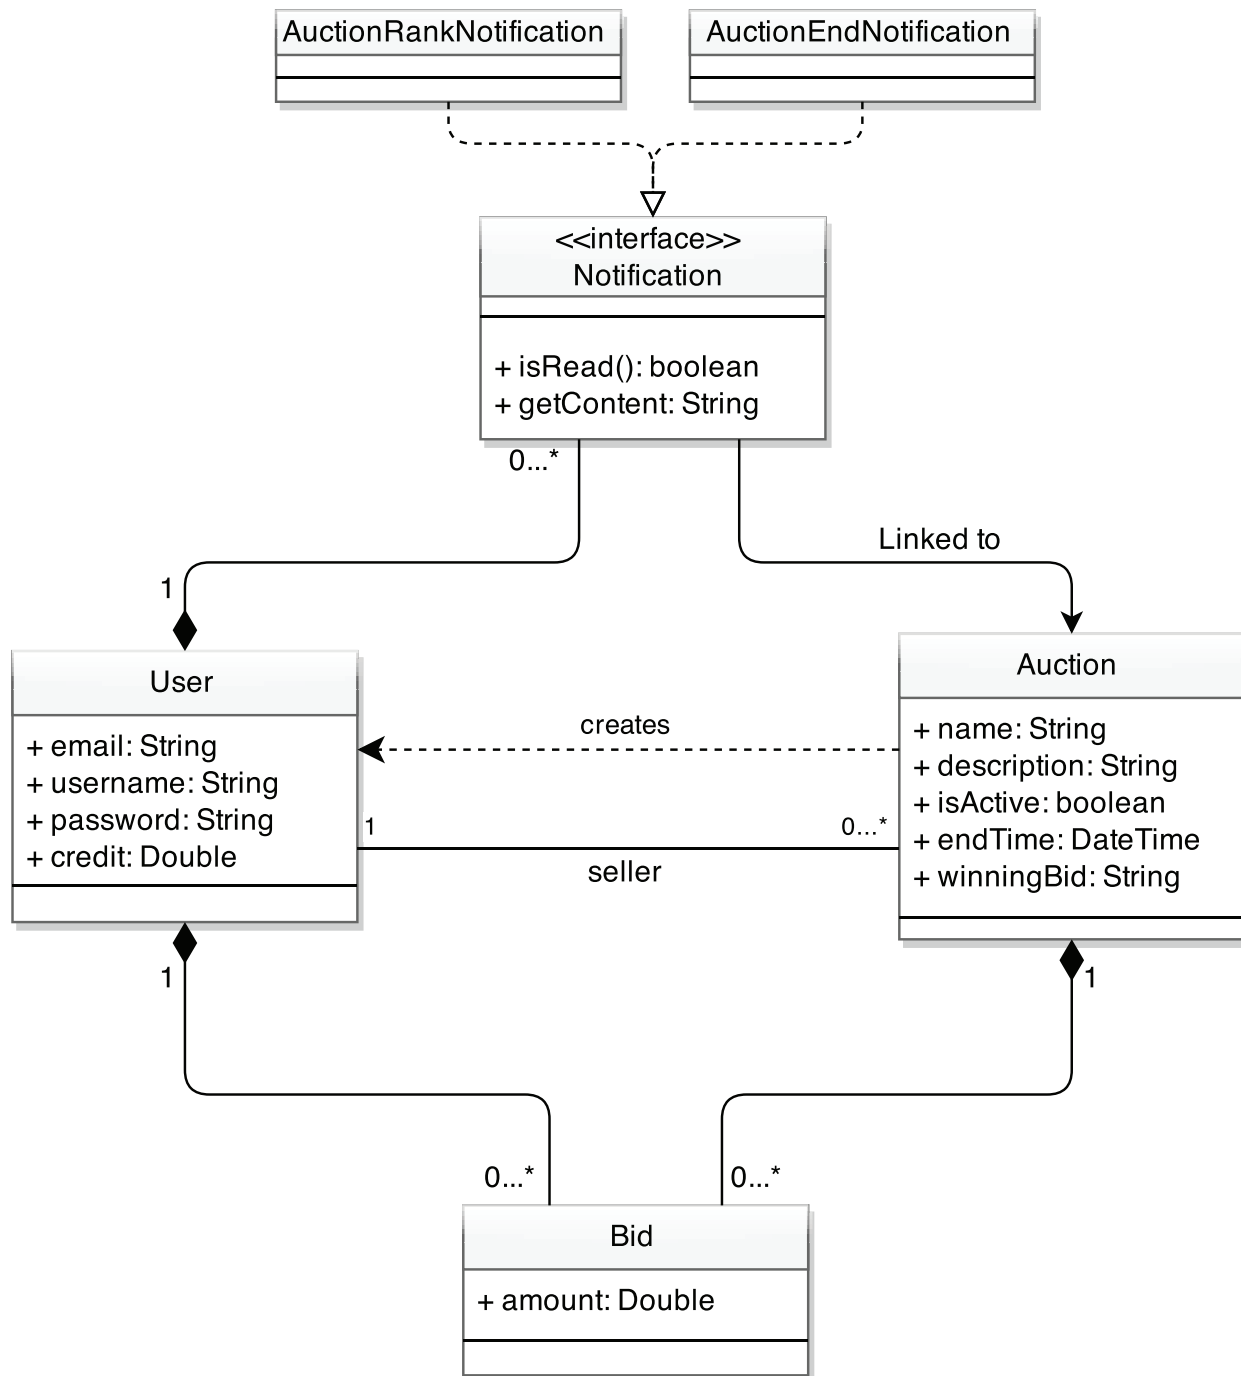 AuctionRankNotification
AuctionEndNotification
<<interface>>
Notification
+ isRead(): boolean
+ getContent: String
0...*
Linked to
1
User
+ email: String
+ username: String
+ password: String
+ credit: Double
creates
1
0...*
seller
Auction
+ name: String
+ description: String
+ isActive: boolean
+ endTime: DateTime
+ winningBid: String
1
1
0...*
0...*
Bid
+ amount: Double